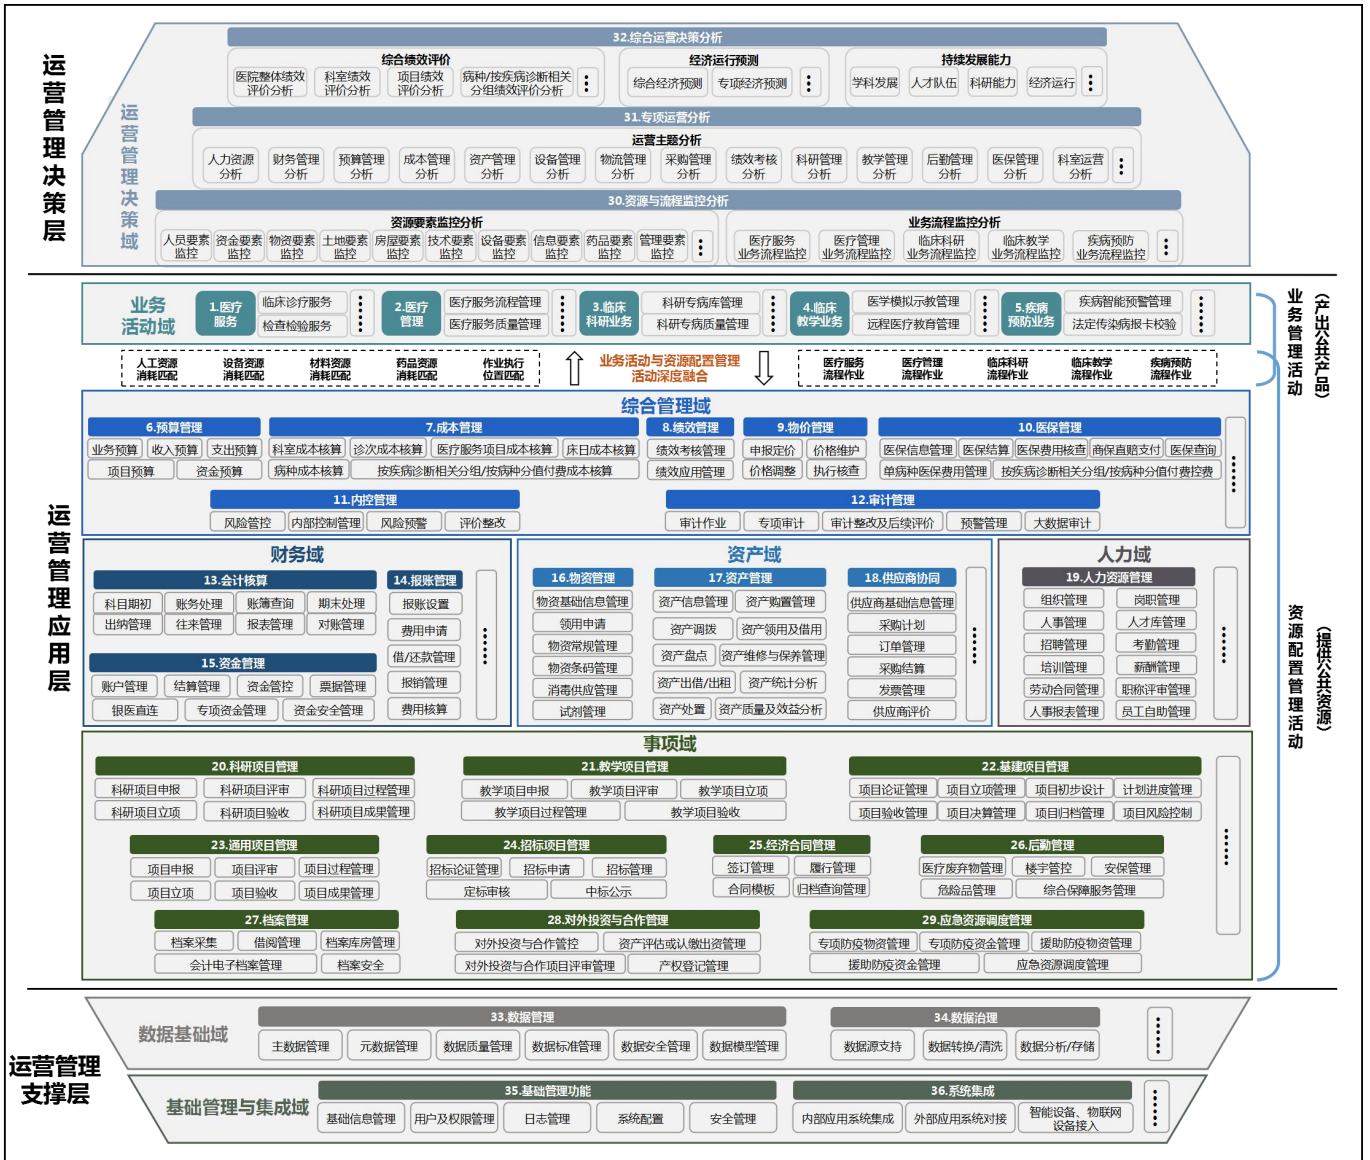 运营管理决策层
运营管理决策域
32.综合运营决策分析
综合绩效评价
医院整体绩效
评价分析
科室绩效
评价分析
项目绩效
评价分析
病种/按疾病诊断相关
分组绩效评价分析
经济运行预测
综合经济预测
专项经济预测
持续发展能力
学科发展
人才队伍
科研能力
经济运行
31.专项运营分析
运营主题分析
人力资源
分析
财务管理
分析
预算管理
分析
成本管理
分析
资产管理
分析
设备管理
分析
物流管理
分析
采购管理
分析
绩效考核
分析
科研管理
分析
教学管理
分析
后勤管理
分析
医保管理
分析
科室运营
分析
30.资源与流程监控分析
资源要素监控分析
人员要素
监控
资金要素
监控
物资要素
监控
土地要素
监控
房屋要素
监控
技术要素
监控
设备要素
监控
信息要素
监控
药品要素
监控
管理要素
监控
业务流程监控分析
医疗服务
业务流程监控
医疗管理
业务流程监控
临床科研
业务流程监控
临床教学
业务流程监控
疾病预防
业务流程监控
运营管理应用层
业务
活动域
1.医疗
服务
临床诊疗服务
检查检验服务
2.医疗
管理
医疗服务流程管理
医疗服务质量管理
3.临床
科研业务
科研专病库管理
科研专病质量管理
4.临床
教学业务
医学模拟示教管理
远程医疗教育管理
5.疾病
预防业务
疾病智能预警管理
法定传染病报卡校验
业务管理活动
（产出公共产品）
人工资源
消耗匹配
设备资源
消耗匹配
材料资源
消耗匹配
药品资源
消耗匹配
作业执行
位置匹配
业务活动与资源配置管理
活动深度融合
医疗服务
流程作业
医疗管理
流程作业
临床科研
流程作业
临床教学
流程作业
疾病预防
流程作业
综合管理域
6.预算管理
业务预算
收入预算
支出预算
项目预算
资金预算
7.成本管理
科室成本核算
诊次成本核算
医疗服务项目成本核算
床日成本核算
病种成本核算
按疾病诊断相关分组/按病种分值付费成本核算
8.绩效管理
绩效考核管理
绩效应用管理
9.物价管理
申报定价
价格维护
价格调整
执行核查
10.医保管理
医保信息管理
医保结算
医保费用核查
商保直赔支付
医保查询
单病种医保费用管理
按疾病诊断相关分组/按病种分值付费控费
11.内控管理
风险管控
内部控制管理
风险预警
评价整改
12.审计管理
审计作业
专项审计
审计整改及后续评价
预警管理
大数据审计
财务域
13.会计核算
科目期初
账务处理
账簿查询
期末处理
出纳管理
往来管理
报表管理
对账管理
14.报账管理
报账设置
费用申请
借/还款管理
报销管理
费用核算
15.资金管理
账户管理
结算管理
资金管控
票据管理
银医直连
专项资金管理
资金安全管理
资产域
16.物资管理
物资基础信息管理
领用申请
物资常规管理
物资条码管理
消毒供应管理
试剂管理
17.资产管理
资产信息管理
资产购置管理
资产调拨
资产领用及借用
资产盘点
资产维修与保养管理
资产出借/出租
资产统计分析
资产处置
资产质量及效益分析
18.供应商协同
供应商基础信息管理
采购计划
订单管理
采购结算
发票管理
供应商评价
人力域
19.人力资源管理
组织管理
岗职管理
人事管理
人才库管理
招聘管理
考勤管理
培训管理
薪酬管理
劳动合同管理
职称评审管理
人事报表管理
员工自助管理
资源配置管理活动
（提供公共资源）
事项域
20.科研项目管理
科研项目申报
科研项目评审
科研项目过程管理
科研项目立项
科研项目验收
科研项目成果管理
21.教学项目管理
教学项目申报
教学项目评审
教学项目立项
教学项目过程管理
教学项目验收
22.基建项目管理
项目论证管理
项目立项管理
项目初步设计
计划进度管理
项目验收管理
项目决算管理
项目归档管理
项目风险控制
23.通用项目管理
项目申报
项目评审
项目过程管理
项目立项
项目验收
项目成果管理
24.招标项目管理
招标论证管理
招标申请
招标管理
定标审核
中标公示
25.经济合同管理
签订管理
履行管理
合同模板
归档查询管理
26.后勤管理
医疗废弃物管理
楼宇管控
安保管理
危险品管理
综合保障服务管理
27.档案管理
档案采集
借阅管理
档案库房管理
会计电子档案管理
档案安全
28.对外投资与合作管理
对外投资与合作管控
资产评估或认缴出资管理
对外投资与合作项目评审管理
产权登记管理
29.应急资源调度管理
专项防疫物资管理
专项防疫资金管理
援助防疫物资管理
援助防疫资金管理
应急资源调度管理
运营管理
支撑层
数据基础域
33.数据管理
主数据管理
元数据管理
数据质量管理
数据标准管理
数据安全管理
数据模型管理
34.数据治理
数据源支持
数据转换/清洗
数据分析/存储
基础管理与集成域
35.基础管理功能
基础信息管理
用户及权限管理
日志管理
系统配置
安全管理
36.系统集成
内部应用系统集成
外部应用系统对接
智能设备、物联网
设备接入